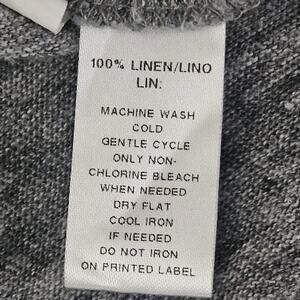 100% LINEN/LINO
LIN:
MACHINE WASH
COLD
GENTLE CYCLE
ONLY NON-
CHLORINE BLEACH
WHEN NEEDED
DRY FLAT
COOL IRON
IF NEEDED
DO NOT IRON
ON PRINTED LABEL